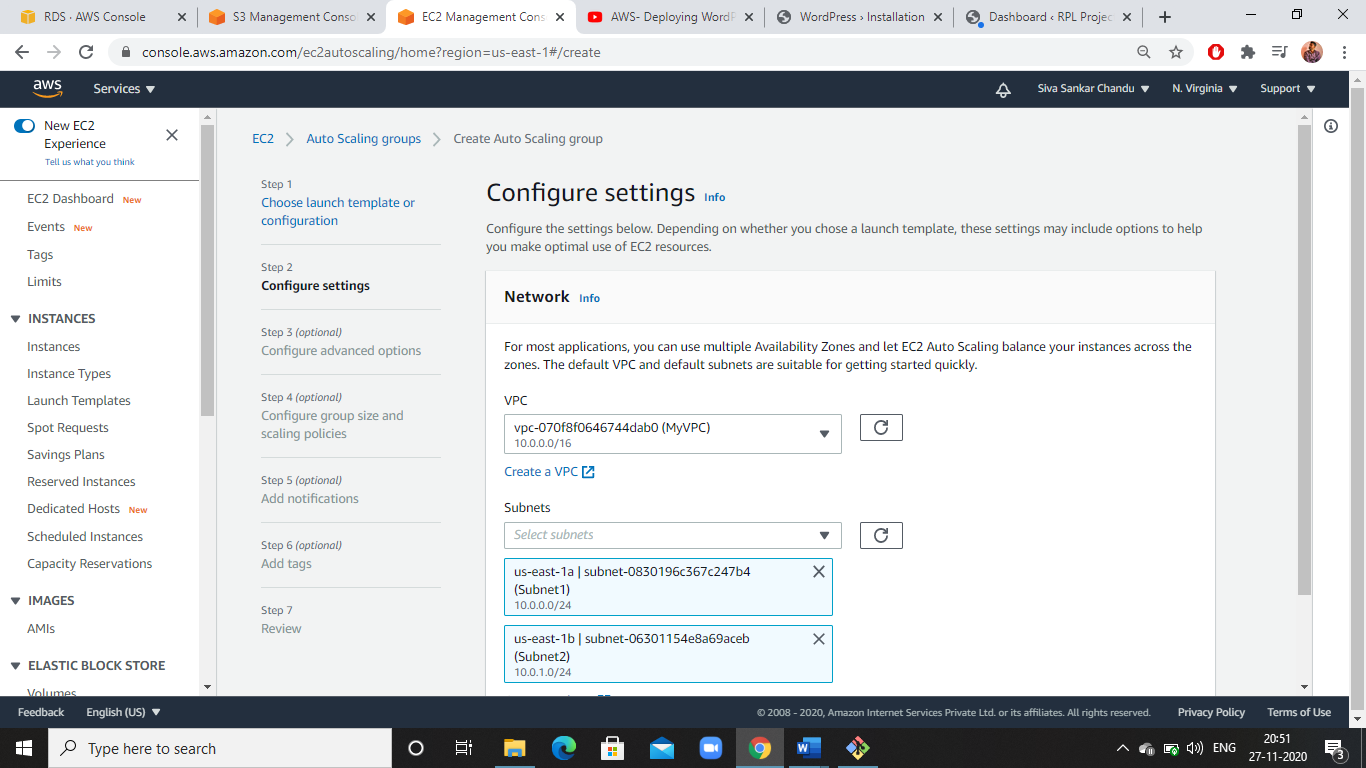 RDS · AWS Console
S3 Management Conso
EC2 Management Cons
AWS- Deploying WordP
WordPress › Installation
Dashboard ‹ RPL Projec
console.aws.amazon.com/ec2autoscaling/home?region=us-east-1#/create
aws
Services
Siva Sankar Chandu
N. Virginia
Support
New EC2
Experience
Tell us what you think
EC2 Dashboard New
Events New
Tags
Limits
INSTANCES
Instances
Instance Types
Launch Templates
Spot Requests
Savings Plans
Reserved Instances
Dedicated Hosts New
Scheduled Instances
Capacity Reservations
IMAGES
AMIs
ELASTIC BLOCK STORE
Volumes
EC2
Auto Scaling groups
Create Auto Scaling group
Step 1
Choose launch template or
configuration
Step 2
Configure settings
Step 3 (optional)
Configure advanced options
Step 4 (optional)
Configure group size and
scaling policies
Step 5 (optional)
Add notifications
Step 6 (optional)
Add tags
Step 7
Review
Configure settings Info
Configure the settings below. Depending on whether you chose a launch template, these settings may include options to help
you make optimal use of EC2 resources.
Network Info
For most applications, you can use multiple Availability Zones and let EC2 Auto Scaling balance your instances across the
zones. The default VPC and default subnets are suitable for getting started quickly.
VPC
vpc-070f8f0646744dab0 (MyVPC)
10.0.0.0/16
Create a VPC
Subnets
Select subnets
us-east-1a | subnet-0830196c367c247b4
(Subnet1)
10.0.0.0/24
us-east-1b | subnet-06301154e8a69aceb
(Subnet2)
10.0.1.0/24
Feedback
English (US)
© 2008 - 2020, Amazon Internet Services Private Ltd. or its affiliates. All rights reserved.
Privacy Policy
Terms of Use
Type here to search
ENG
20:51
27-11-2020
3